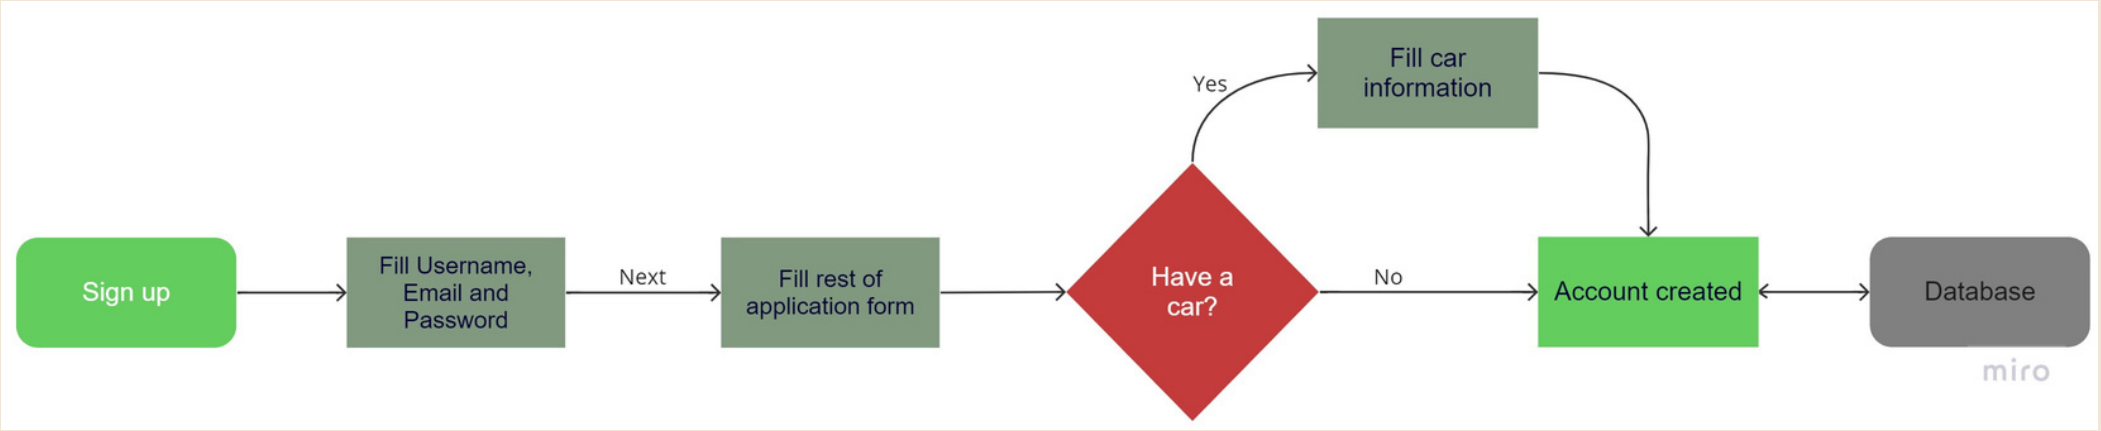 Sign up
Fill Username,
Email and
Password
Next
Fill rest of
application form
Have a
car?
Yes
Fill car
information
No
Account created
Database
miro